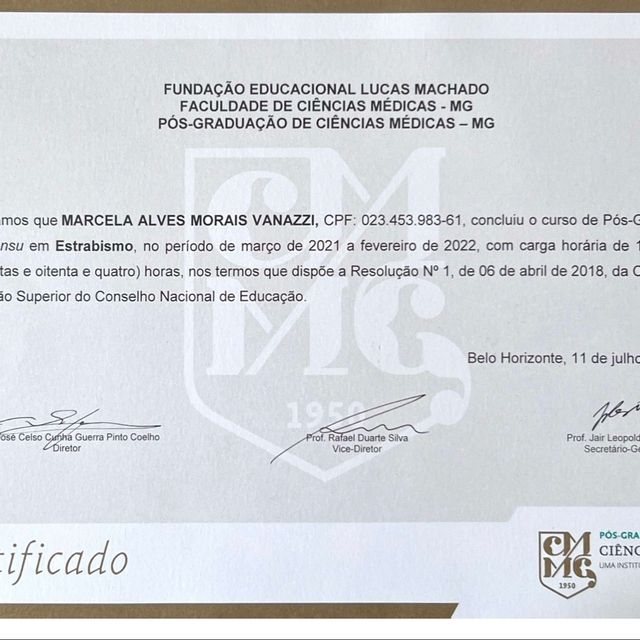 FUNDAÇÃO EDUCACIONAL LUCAS MACHADO
FACULDADE DE CIÊNCIAS MÉDICAS - MG
PÓS-GRADUAÇÃO DE CIÊNCIAS MÉDICAS – MG
amos que MARCELA ALVES MORAIS VANAZZI, CPF: 023.453.983-61, concluiu o curso de Pós-G
ensu em Estrabismo, no período de março de 2021 a fevereiro de 2022, com carga horária de 1
tas e oitenta e quatro) horas, nos termos que dispõe a Resolução Nº 1, de 06 de abril de 2018, da C
ão Superior do Conselho Nacional de Educação.
Belo Horizonte, 11 de julho
CMMG
1950
José Celso Cunha Guerra Pinto Coelho
Diretor
Prof. Rafael Duarte Silva
Vice-Diretor
Prof. Jair Leopold
Secretário-Ge
tificado
CMMG
1950
PÓS-GRA
CIÊNC
UMA INSTITU